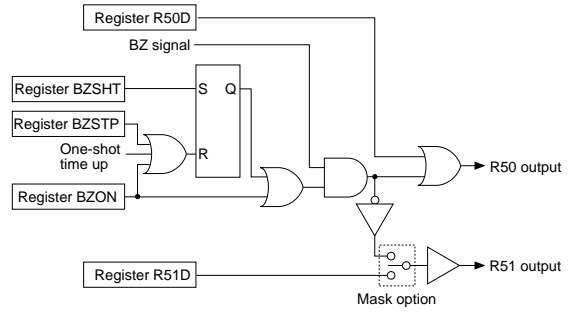 Register R50D
BZ signal
Register BZSHT
S
Q
Register BZSTP
One-shot
time up
R
R50 output
Register BZON
Register R51D
R51 output
Mask option